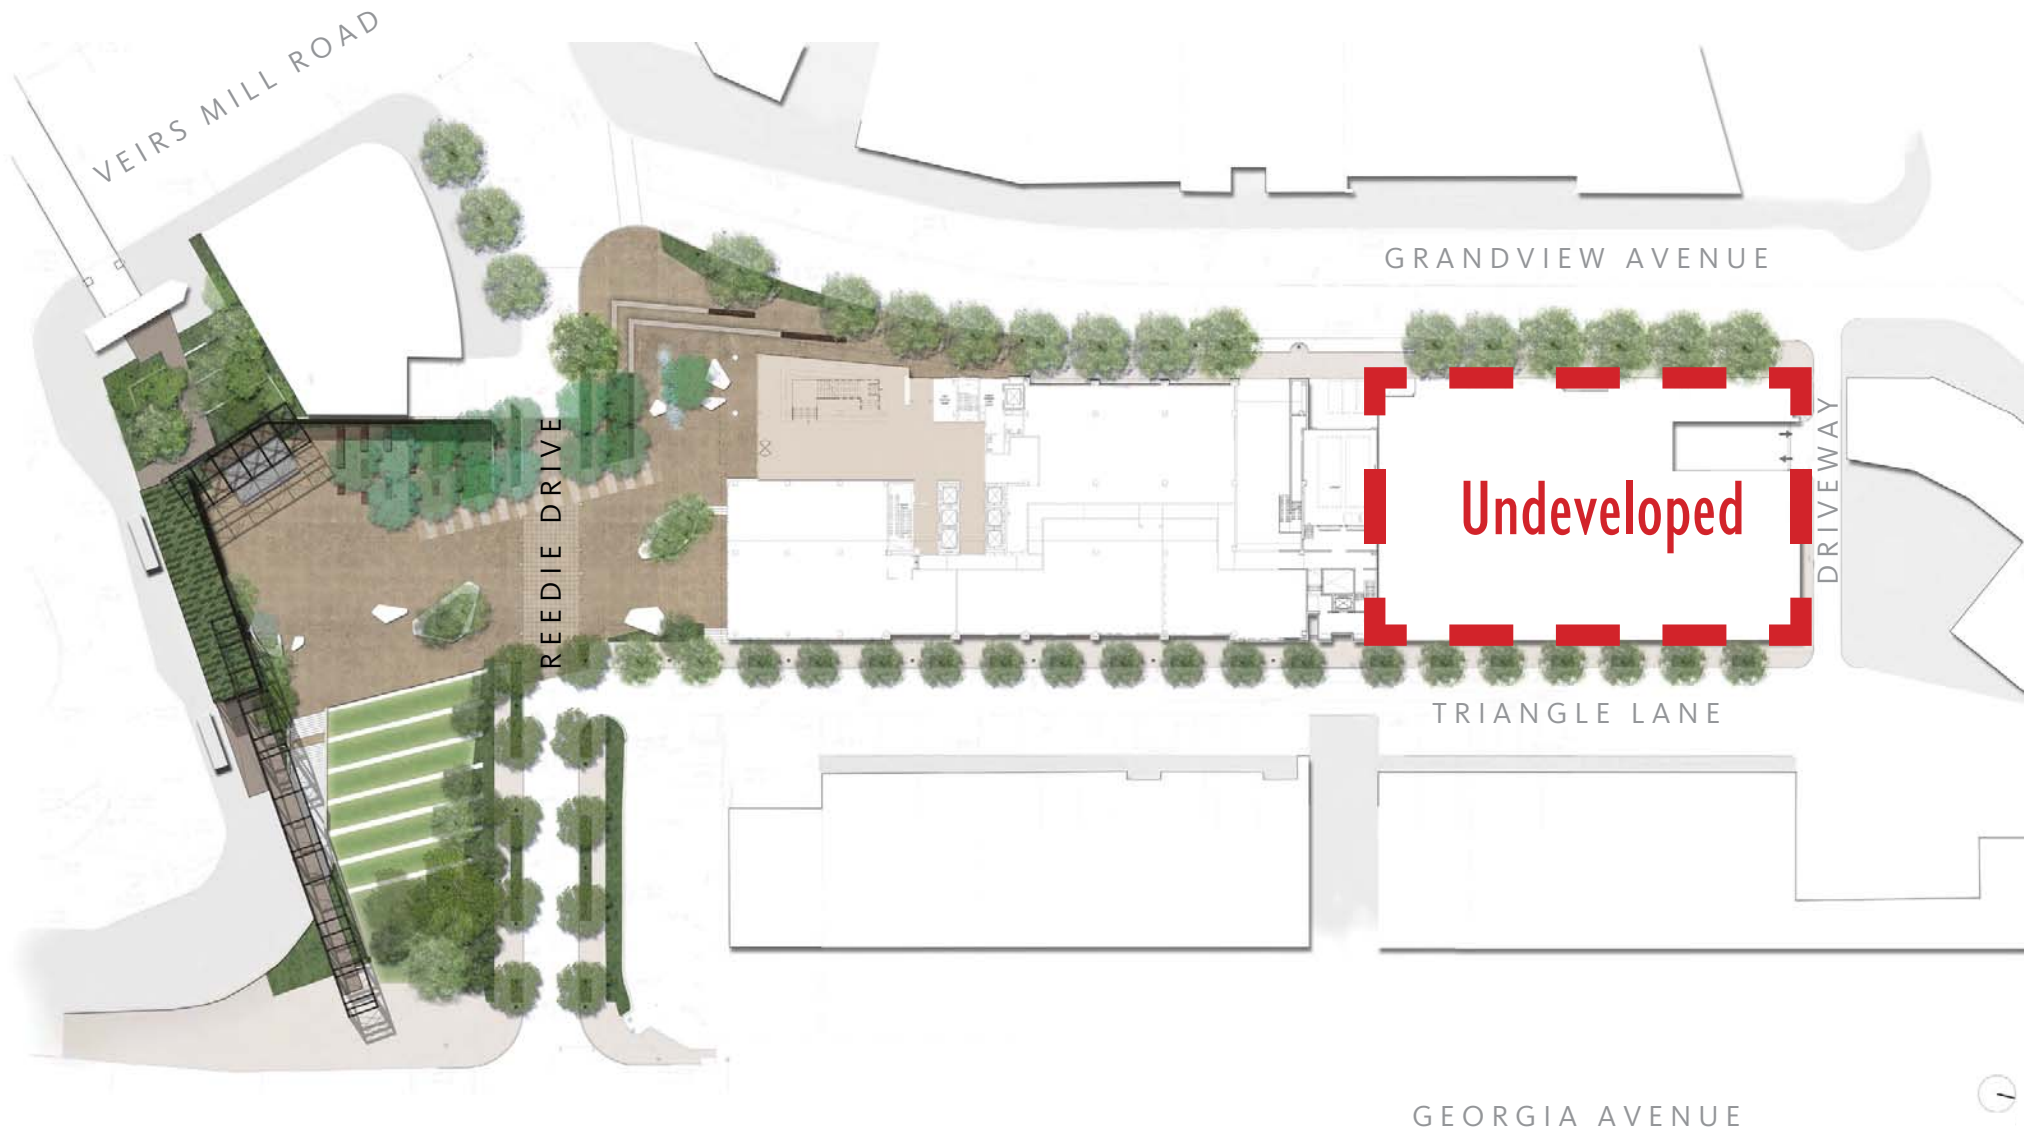 VEIRS MILL ROAD
GRANDVIEW AVENUE
REEDIE DRIVE
Undeveloped
DRIVEWAY
TRIANGLE LANE
GEORGIA AVENUE